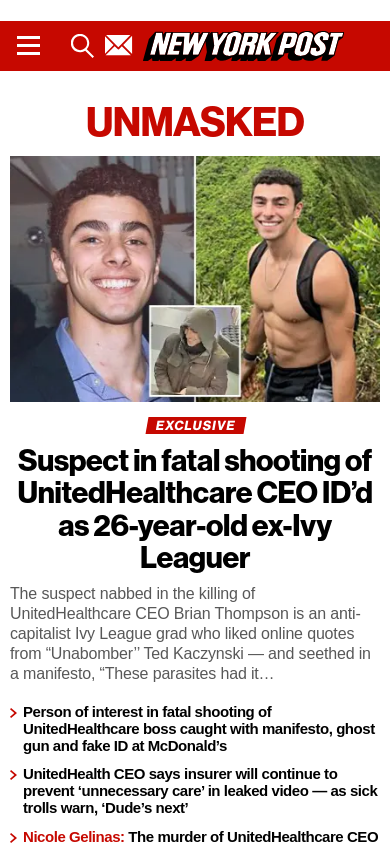 NEW YORK POST
UNMASKED
EXCLUSIVE
Suspect in fatal shooting of
UnitedHealthcare CEO ID’d
as 26-year-old ex-Ivy
Leaguer
The suspect nabbed in the killing of
UnitedHealthcare CEO Brian Thompson is an anti-
capitalist Ivy League grad who liked online quotes
from “Unabomber’’ Ted Kaczynski — and seethed in
a manifesto, “These parasites had it…
Person of interest in fatal shooting of
UnitedHealthcare boss caught with manifesto, ghost
gun and fake ID at McDonald’s
UnitedHealth CEO says insurer will continue to
prevent ‘unnecessary care’ in leaked video — as sick
trolls warn, ‘Dude’s next’
Nicole Gelinas: The murder of UnitedHealthcare CEO